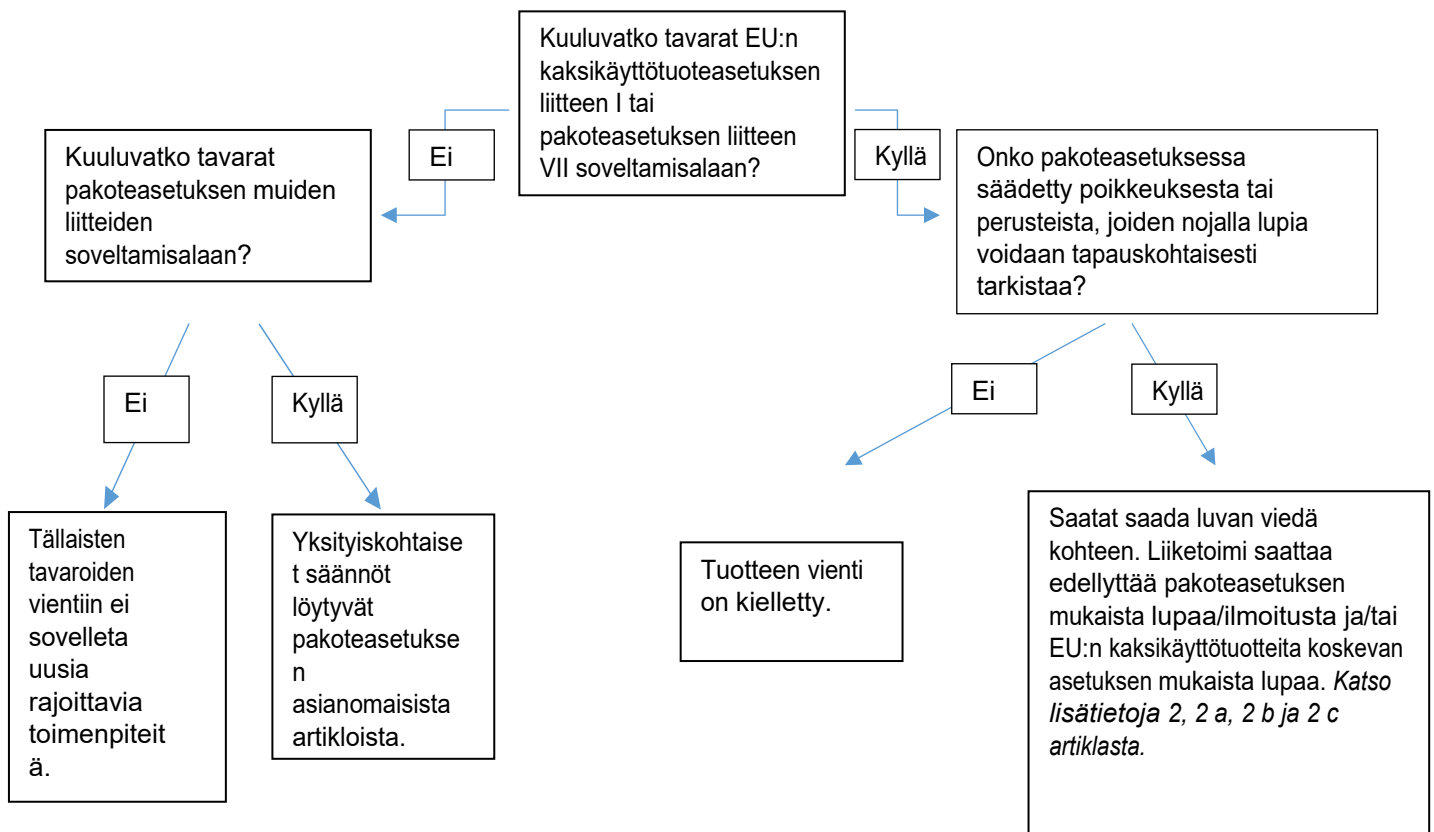 Kuuluvatko tavarat EU:n
kaksikäyttötuoteasetuksen
liitteen I tai
pakoteasetuksen liitteen
VII soveltamisalaan?
Ei
Kyllä
Kuuluvatko tavarat
pakoteasetuksen muiden
liitteiden
soveltamisalaan?
Onko pakoteasetuksessa
säädetty poikkeuksesta tai
perusteista, joiden nojalla lupia
voidaan tapauskohtaisesti
tarkistaa?
Ei
Kyllä
Ei
Kyllä
Tällaisten
tavaroiden
vientiin ei
sovelleta
uusia
rajoittavia
toimenpiteit
ä.
Yksityiskohtaise
t säännöt
löytyvät
pakoteasetukse
n
asianomaisista
artikloista.
Tuotteen vienti
on kielletty.
Saatat saada luvan viedä
kohteen. Liiketoimi saattaa
edellyttää pakoteasetuksen
mukaista lupaa/ilmoitusta ja/tai
EU:n kaksikäyttötuotteita koskevan
asetuksen mukaista lupaa. Katso
lisätietoja 2, 2 a, 2 b ja 2 c
artiklasta.